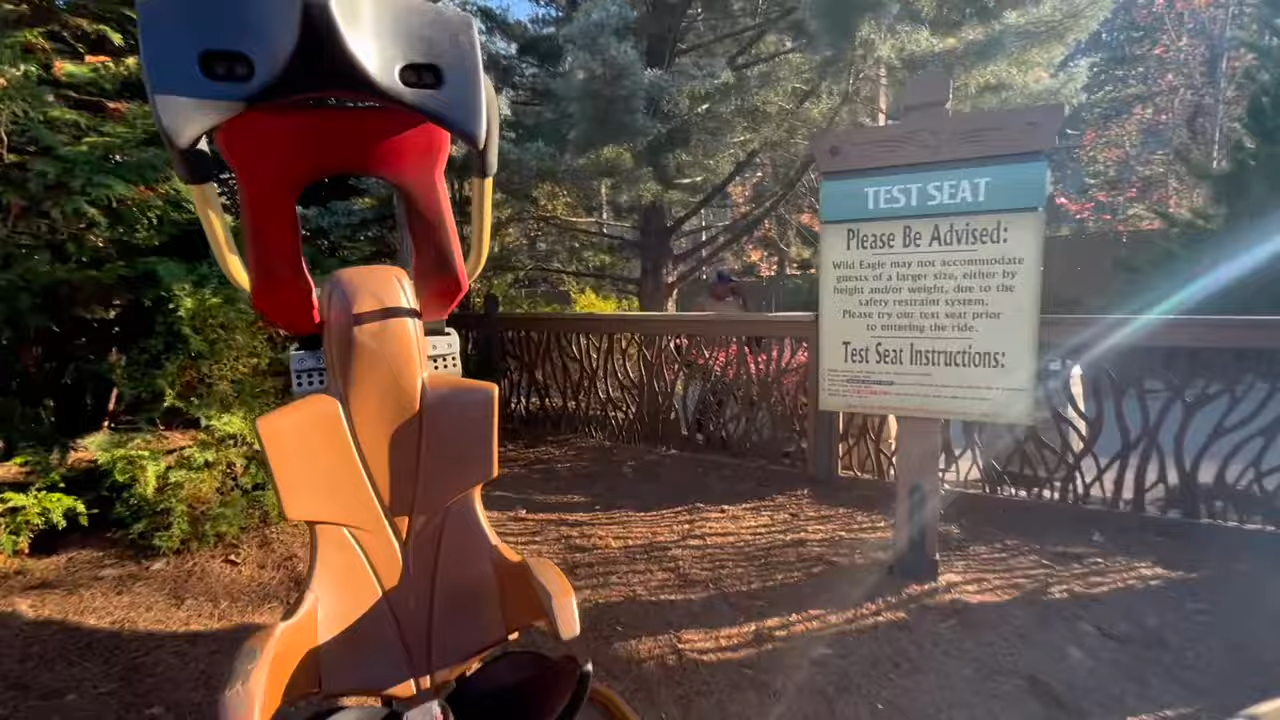 TEST SEAT
Please Be Advised:
Wild Eagle may not accommodate
guests of a larger size, either by
height and/or weight, due to the
safety restraint system.
Please try our test seat prior
to entering the ride.
Test Seat Instructions: